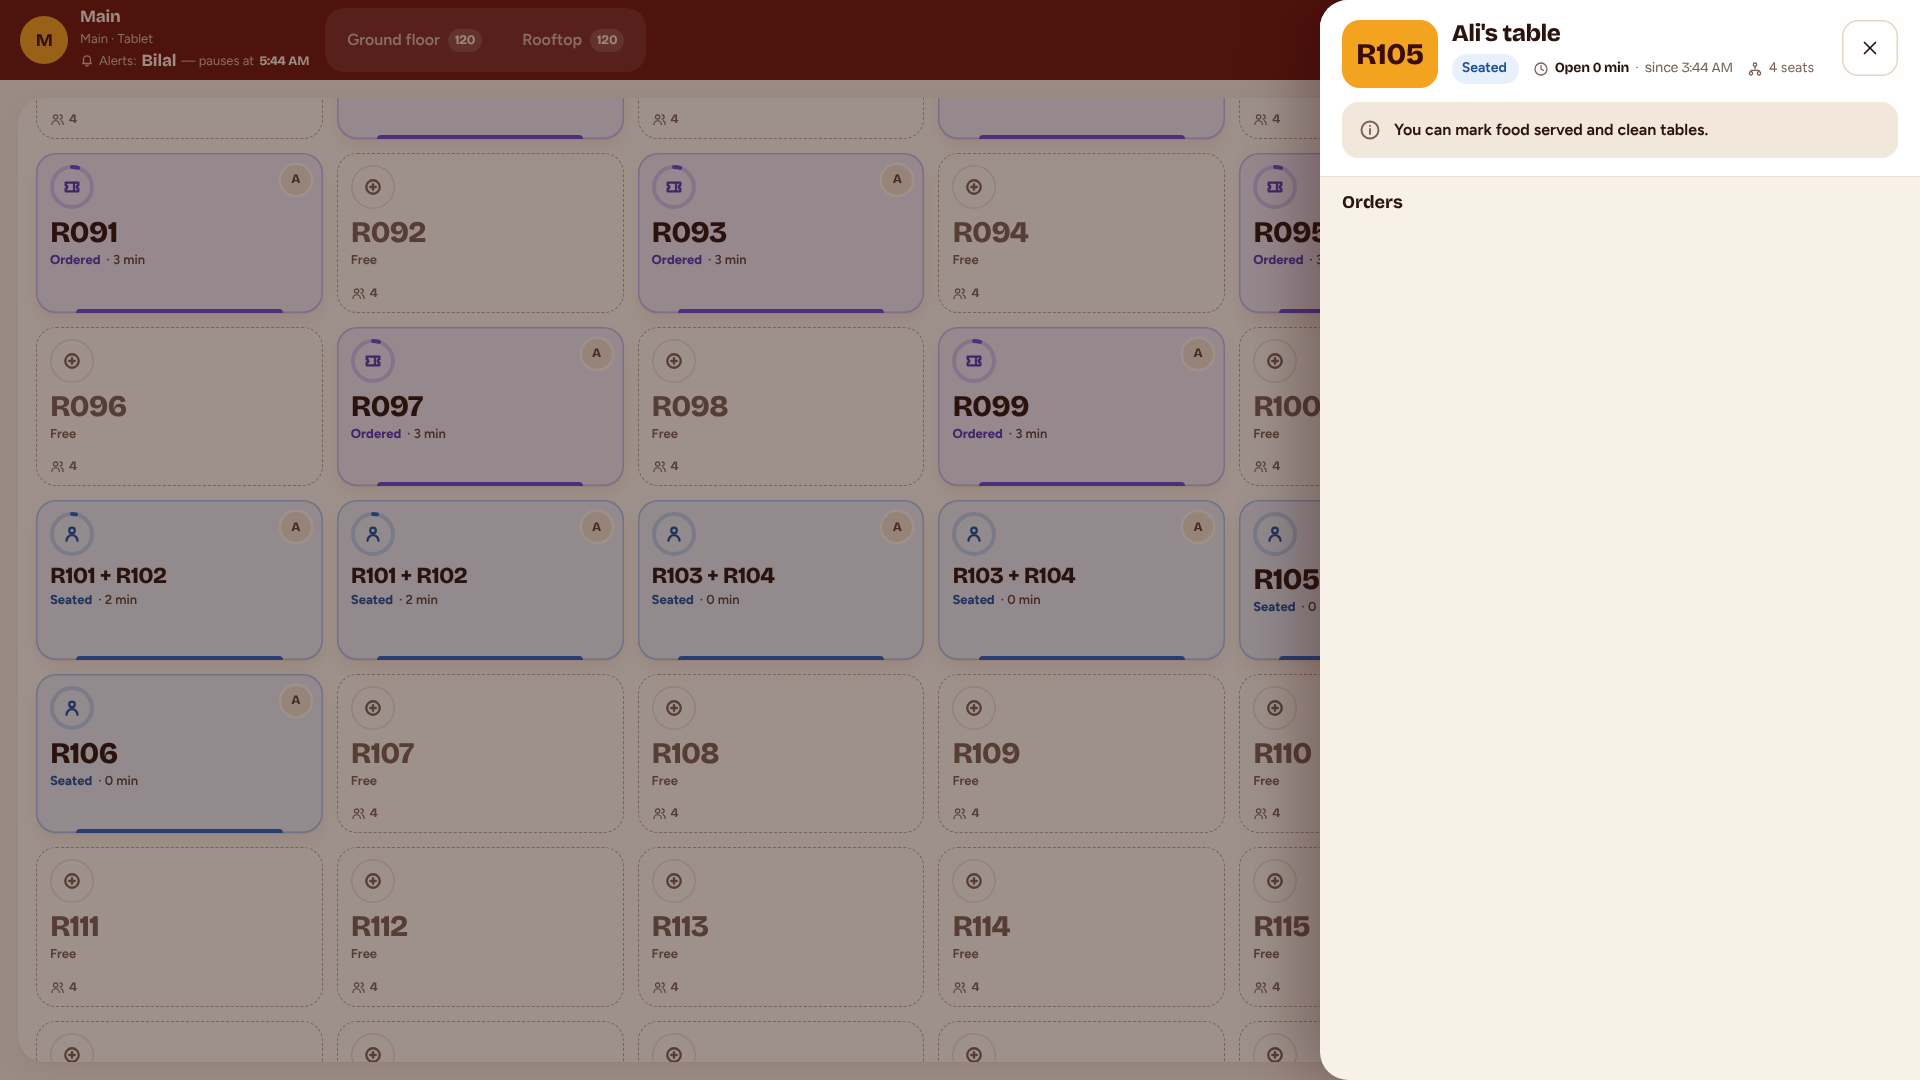 M
Main
Main · Tablet
Alerts: Bilal — pauses at 5:44 AM
Ground floor 120
Rooftop 120
4
4
4
A
R091
Ordered · 3 min
R092
Free
4
A
R093
Ordered · 3 min
R094
Free
4
R095
Ordered · 3
R096
Free
4
A
R097
Ordered · 3 min
R098
Free
4
A
R099
Ordered · 3 min
R100
Free
4
A
R101 + R102
Seated · 2 min
A
R101 + R102
Seated · 2 min
A
R103 + R104
Seated · 0 min
A
R103 + R104
Seated · 0 min
R105
Seated · 0
A
R106
Seated · 0 min
R107
Free
4
R108
Free
4
R109
Free
4
R110
Free
4
R111
Free
4
R112
Free
4
R113
Free
4
R114
Free
4
R115
Free
4
R105
Ali's table
Seated Open 0 min · since 3:44 AM 4 seats
You can mark food served and clean tables.
Orders